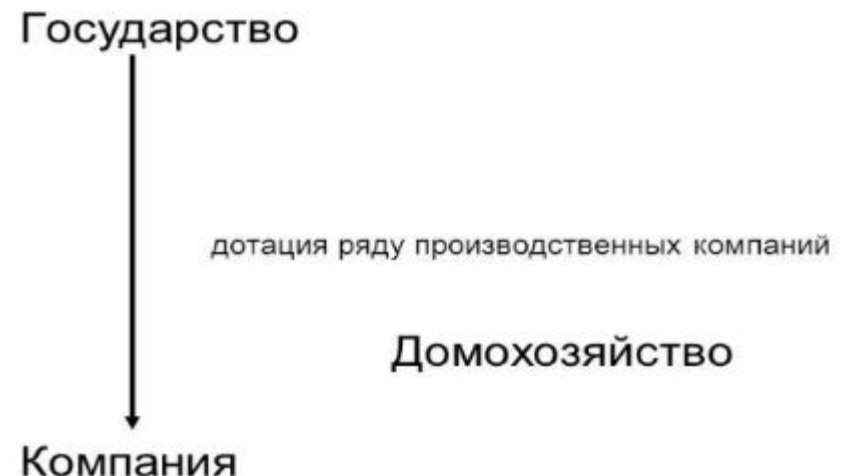 Государство
дотация ряду производственных компаний
Домохозяйство
Компания